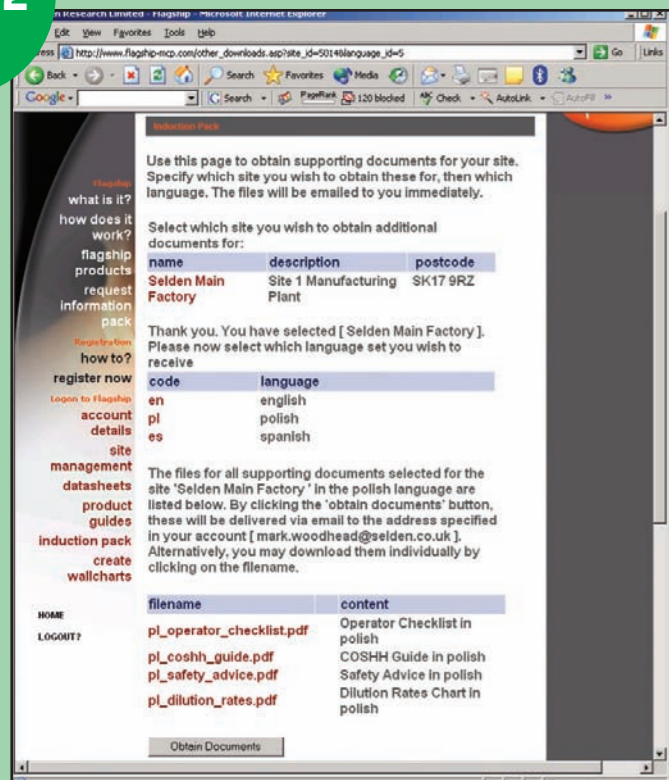 2
n Research Limited - Flagship - Microsoft Internet Explorer
Edit View Favorites Tools Help
ress http://www.flagship-mcp.com/other_downloads.asp?site_id=5014&language_id=5 Go Links
Back Search Favorites Media
Google - Search PageRank 120 blocked Check AutoLink AutoFill
Induction Pack
Use this page to obtain supporting documents for your site.
Specify which site you wish to obtain these for, then which
language. The files will be emailed to you immediately.
Select which site you wish to obtain additional
documents for:
name description postcode
Selden Main Site 1 Manufacturing SK17 9RZ
Factory Plant
Thank you. You have selected [ Selden Main Factory ].
Please now select which language set you wish to
receive
code language
en english
pl polish
es spanish
The files for all supporting documents selected for the
site 'Selden Main Factory ' in the polish language are
listed below. By clicking the 'obtain documents' button,
these will be delivered via email to the address specified
in your account [ mark.woodhead@selden.co.uk ].
Alternatively, you may download them individually by
clicking on the filename.
filename content
pl_operator_checklist.pdf Operator Checklist in
polish
pl_coshh_guide.pdf COSHH Guide in polish
pl_safety_advice.pdf Safety Advice in polish
pl_dilution_rates.pdf Dilution Rates Chart in
polish
Obtain Documents
Flagship
what is it?
how does it
work?
flagship
products
request
information
pack
Registration
how to?
register now
Logon to Flagship
account
details
site
management
datasheets
product
guides
induction pack
create
wallcharts
HOME
LOGOUT?